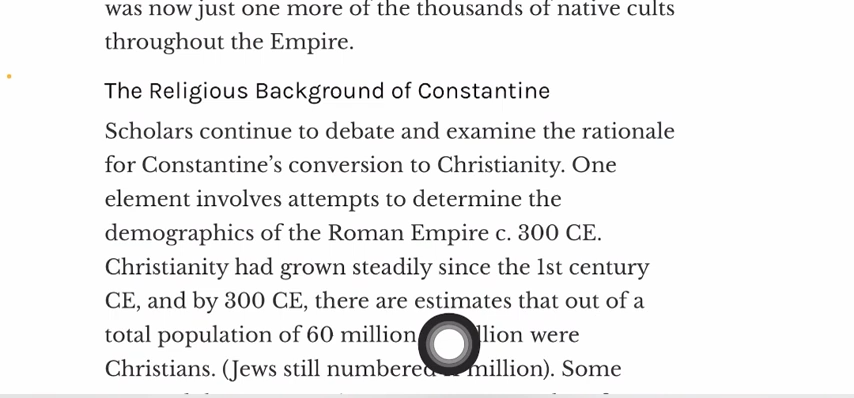 was now just one more of the thousands of native cults
throughout the Empire.
The Religious Background of Constantine
Scholars continue to debate and examine the rationale
for Constantine’s conversion to Christianity. One
element involves attempts to determine the
demographics of the Roman Empire c. 300 CE.
Christianity had grown steadily since the 1st century
CE, and by 300 CE, there are estimates that out of a
total population of 60 million were
Christians. (Jews still numbered million). Some